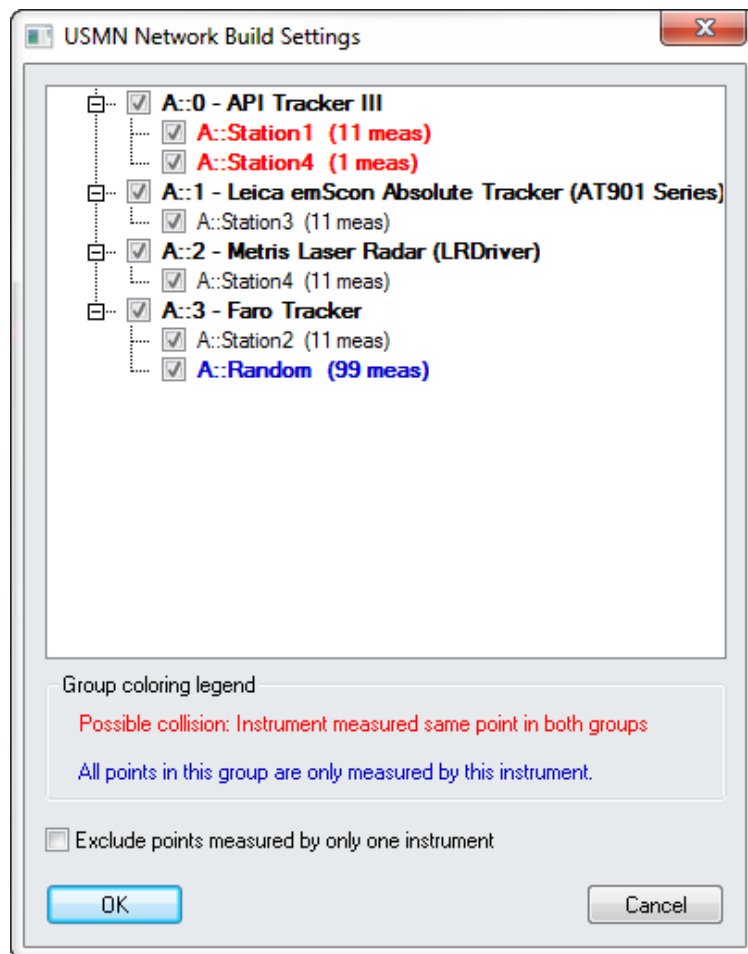 USMN Network Build Settings
A::0 - API Tracker III
A::Station1 (11 meas)
A::Station4 (1 meas)
A::1 - Leica emScon Absolute Tracker (AT901 Series)
A::Station3 (11 meas)
A::2 - Metris Laser Radar (LRDriver)
A::Station4 (11 meas)
A::3 - Faro Tracker
A::Station2 (11 meas)
A::Random (99 meas)
Group coloring legend
Possible collision: Instrument measured same point in both groups
All points in this group are only measured by this instrument.
Exclude points measured by only one instrument
OK
Cancel